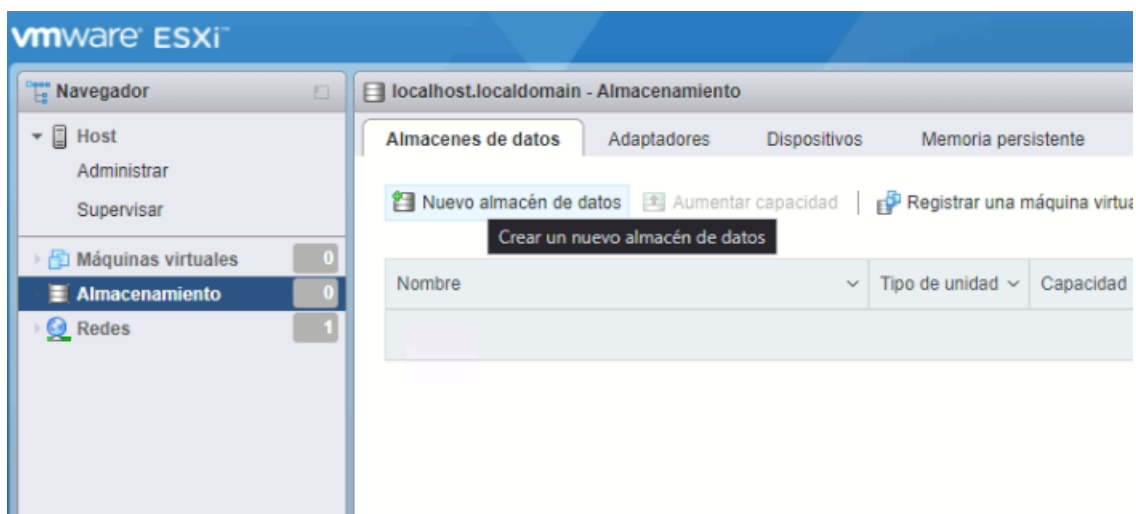 vmware ESXi™
Navegador
localhost.localdomain - Almacenamiento
Host
Administrar
Supervisar
Máquinas virtuales 0
Almacenamiento 0
Redes 1
Almacenes de datos Adaptadores Dispositivos Memoria persistente
Nuevo almacén de datos Aumentar capacidad Registrar una máquina virtua
Crear un nuevo almacén de datos
Nombre Tipo de unidad Capacidad